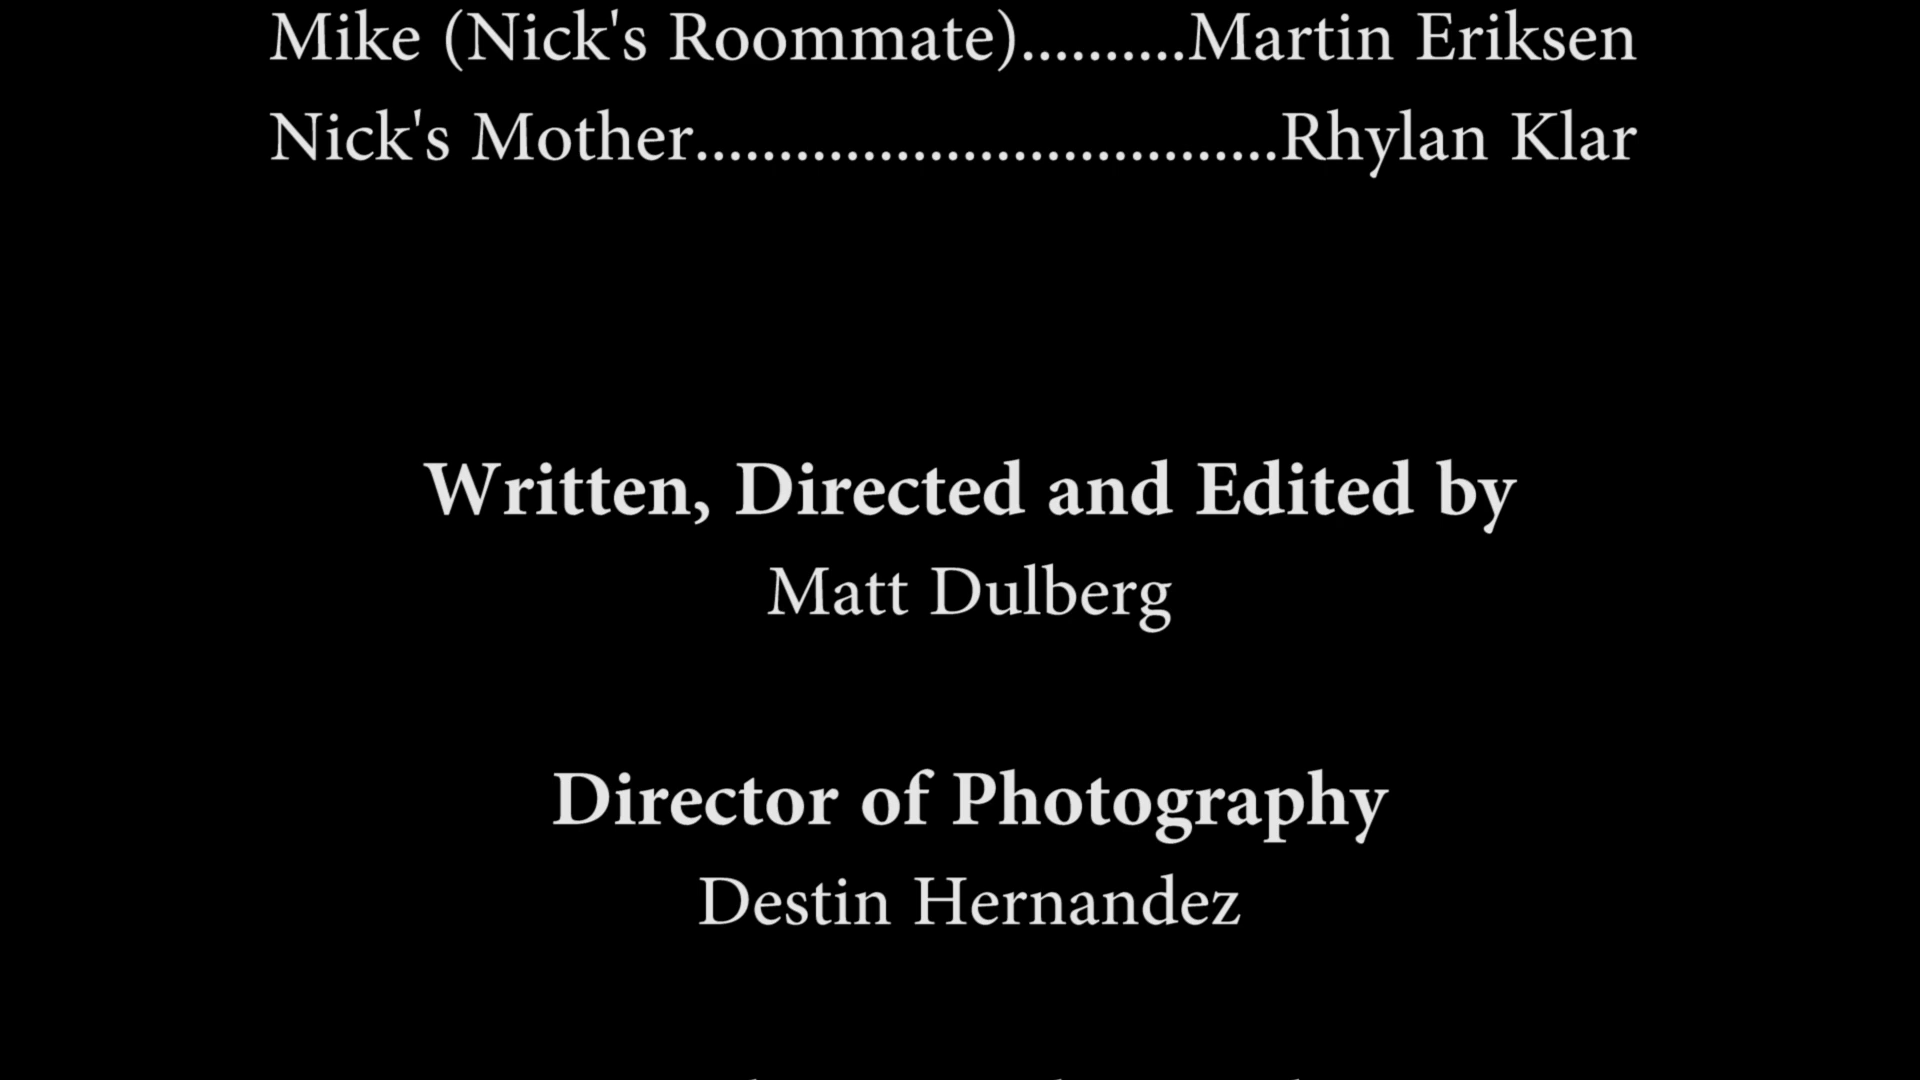 Mike (Nick's Roommate)..........Martin Eriksen
Nick's Mother...................................Rhylan Klar
Written, Directed and Edited by
Matt Dulberg
Director of Photography
Destin Hernandez